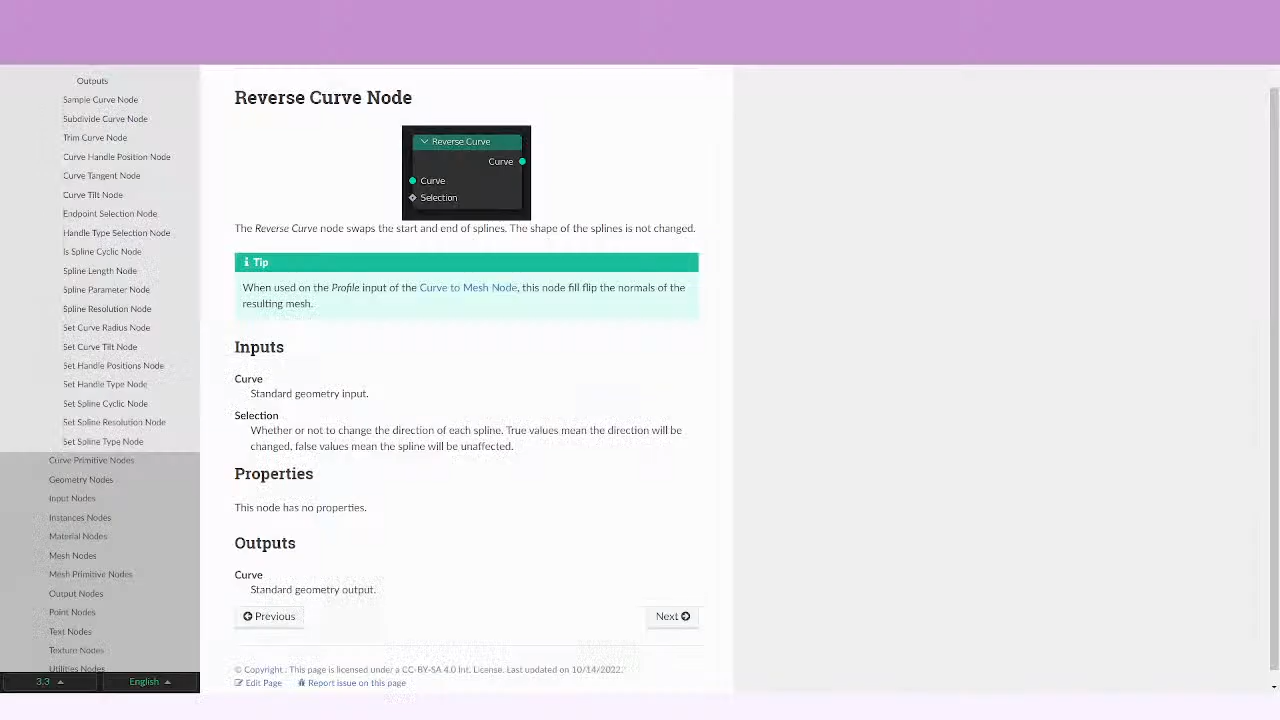 Outputs
Sample Curve Node
Subdivide Curve Node
Trim Curve Node
Curve Handle Position Node
Curve Tangent Node
Curve Tilt Node
Endpoint Selection Node
Handle Type Selection Node
Is Spline Cyclic Node
Spline Length Node
Spline Parameter Node
Spline Resolution Node
Set Curve Radius Node
Set Curve Tilt Node
Set Handle Positions Node
Set Handle Type Node
Set Spline Cyclic Node
Set Spline Resolution Node
Set Spline Type Node
Curve Primitive Nodes
Geometry Nodes
Input Nodes
Instances Nodes
Material Nodes
Mesh Nodes
Mesh Primitive Nodes
Output Nodes
Point Nodes
Text Nodes
Texture Nodes
Utilities Nodes
3.3
English
Reverse Curve Node
Reverse Curve
Curve
Curve
Selection
The Reverse Curve node swaps the start and end of splines. The shape of the splines is not changed.
Tip
When used on the Profile input of the Curve to Mesh Node, this node fill flip the normals of the
resulting mesh.
Inputs
Curve
Standard geometry input.
Selection
Whether or not to change the direction of each spline. True values mean the direction will be
changed, false values mean the spline will be unaffected.
Properties
This node has no properties.
Outputs
Curve
Standard geometry output.
Previous
Next
© Copyright : This page is licensed under a CC-BY-SA 4.0 Int. License. Last updated on 10/14/2022.
Edit Page
Report issue on this page